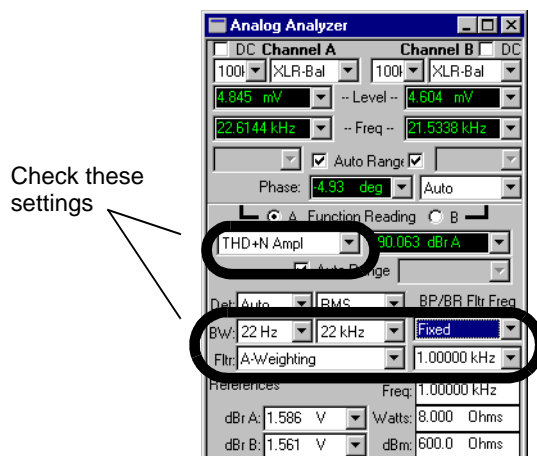 Analog Analyzer
DC Channel A Channel B DC
100k XLR-Bal 100k XLR-Bal
4.845 mV -- Level -- 4.604 mV
22.6144 kHz -- Freq -- 21.5338 kHz
Auto Range
Check these
settings
Phase: -4.93 deg Auto
A Function Reading B
THD+N Ampl 90.063 dBr A
Auto Range
Det: Auto RMS BP/BR Fltr Freq
BW: 22 Hz 22 kHz Fixed
Fltr: A-Weighting 1.00000 kHz
References Freq: 1.00000 kHz
dBr A: 1.586 V Watts: 8.000 Ohms
dBr B: 1.561 V dBm: 600.0 Ohms